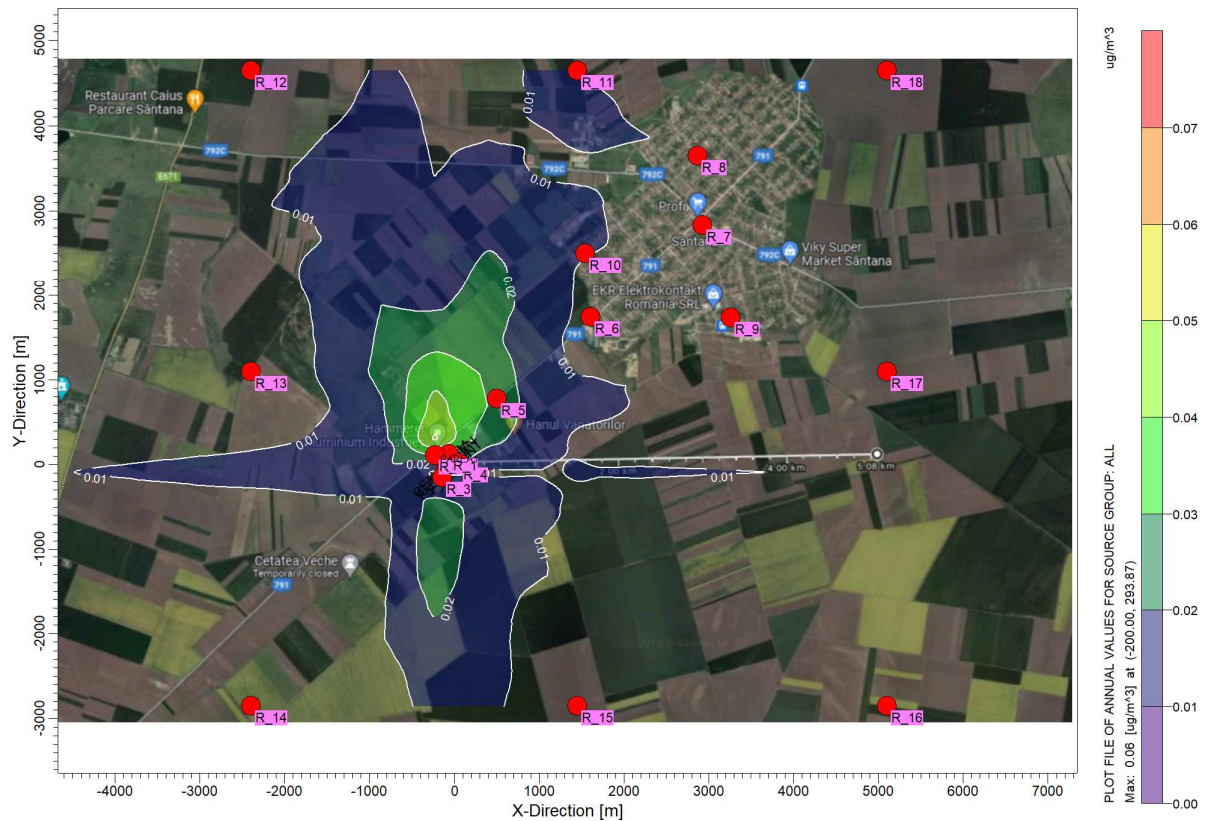 5000
4000
3000
2000
1000
0
-1000
-2000
-3000
Y-Direction [m]
-4000
-3000
-2000
-1000
0
1000
2000
3000
4000
5000
6000
7000
X-Direction [m]
R_12
R_11
R_18
Restaurant Caius
Parcare Sântana
792C
E671
0.01
0.01
0.01
792C
792C
R_8
791
Profi
R_7
792C
Viky Super
Market Sântana
R_10
791
EKR Elektrokontakt
Romania SRL
R_6
R_9
791
0.01
0.02
R_13
R_17
R_5
Hanul Vanatorilor
0.01
0.02
0.01
0.01
4:00 km
5:08 km
R_4
R_3
0.01
0.02
Cetatea Veche
Temporarily closed
791
R_14
R_15
R_16
PLOT FILE OF ANNUAL VALUES FOR SOURCE GROUP: ALL
Max: 0.06 [ug/m^3] at (-200.00, 293.87)
ug/m^3
0.07
0.06
0.05
0.04
0.03
0.02
0.01
0.00